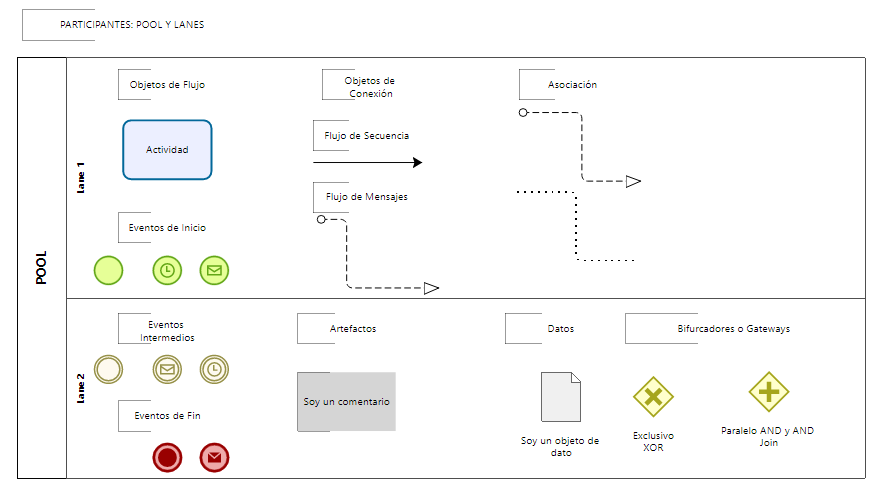 PARTICIPANTES: POOL Y LANES
POOL
Lane 1
Objetos de Flujo
Objetos de
Conexión
Asociación
Actividad
Flujo de Secuencia
Flujo de Mensajes
Eventos de Inicio
Lane 2
Eventos
Intermedios
Artefactos
Datos
Bifurcadores o Gateways
Soy un comentario
Eventos de Fin
Soy un objeto de
dato
Exclusivo
XOR
Paralelo AND y AND
Join